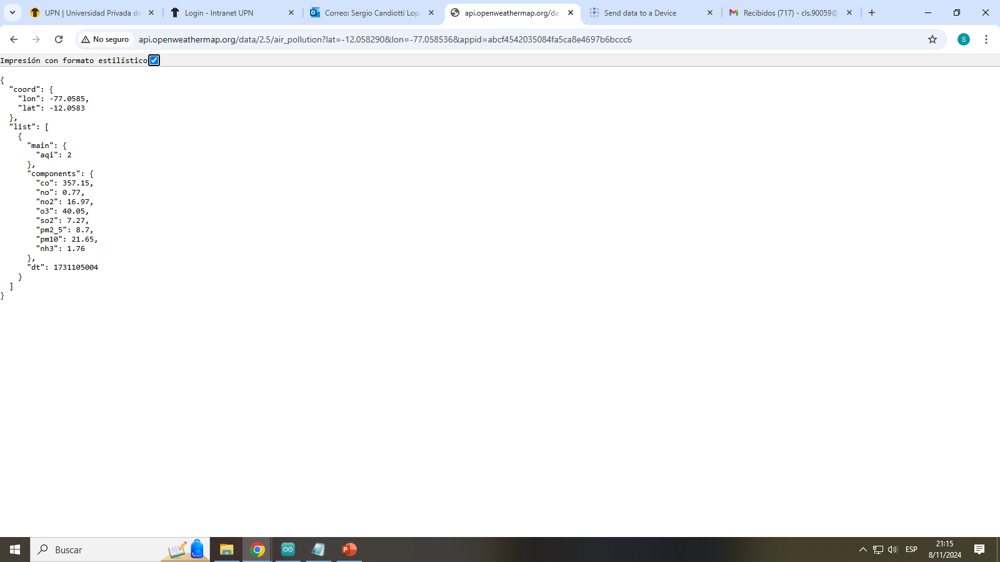 UPN | Universidad Privada de
Login - Intranet UPN
Correo: Sergio Candiotti Lope
api.openweathermap.org/da
Send data to a Device
Recibidos (717) - cls.90059@
No seguro
api.openweathermap.org/data/2.5/air_pollution?lat=-12.058290&lon=-77.058536&appid=abcf4542035084fa5ca8e4697b6bccc6
S
Impresión con formato estilístico
{
  "coord": {
    "lon": -77.0585,
    "lat": -12.0583
  },
  "list": [
    {
      "main": {
        "aqi": 2
      },
      "components": {
        "co": 357.15,
        "no": 0.77,
        "no2": 16.97,
        "o3": 40.05,
        "so2": 7.27,
        "pm2_5": 8.7,
        "pm10": 21.65,
        "nh3": 1.76
      },
      "dt": 1731105004
    }
  ]
}
Buscar
ESP
21:15
8/11/2024